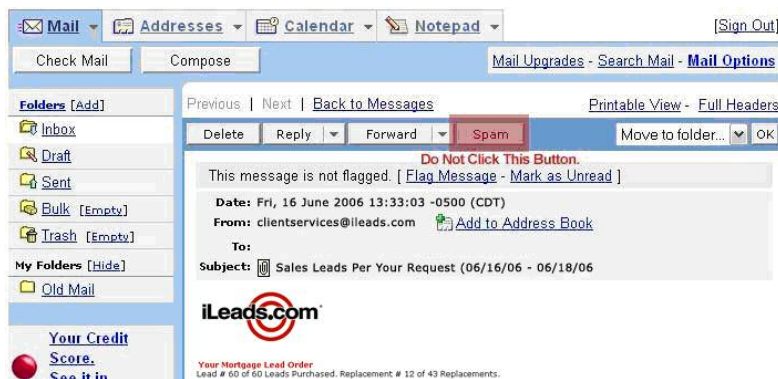 Mail Addresses Calendar Notepad [Sign Out]
Check Mail Compose Mail Upgrades - Search Mail - Mail Options
Folders [Add]
Previous | Next | Back to Messages Printable View - Full Headers
Inbox
Delete Reply Forward Spam Move to folder... OK
Draft
Do Not Click This Button.
Sent
This message is not flagged. [ Flag Message - Mark as Unread ]
Bulk [Empty]
Date: Fri, 16 June 2006 13:33:03 -0500 (CDT)
Trash [Empty]
From: clientservices@ileads.com Add to Address Book
To:
My Folders [Hide]
Subject: Sales Leads Per Your Request (06/16/06 - 06/18/06
Old Mail
iLeads.com
Your Credit
Score.
See it in
Your Mortgage Lead Order
Lead # 60 of 60 Leads Purchased. Replacement # 12 of 43 Replacements.